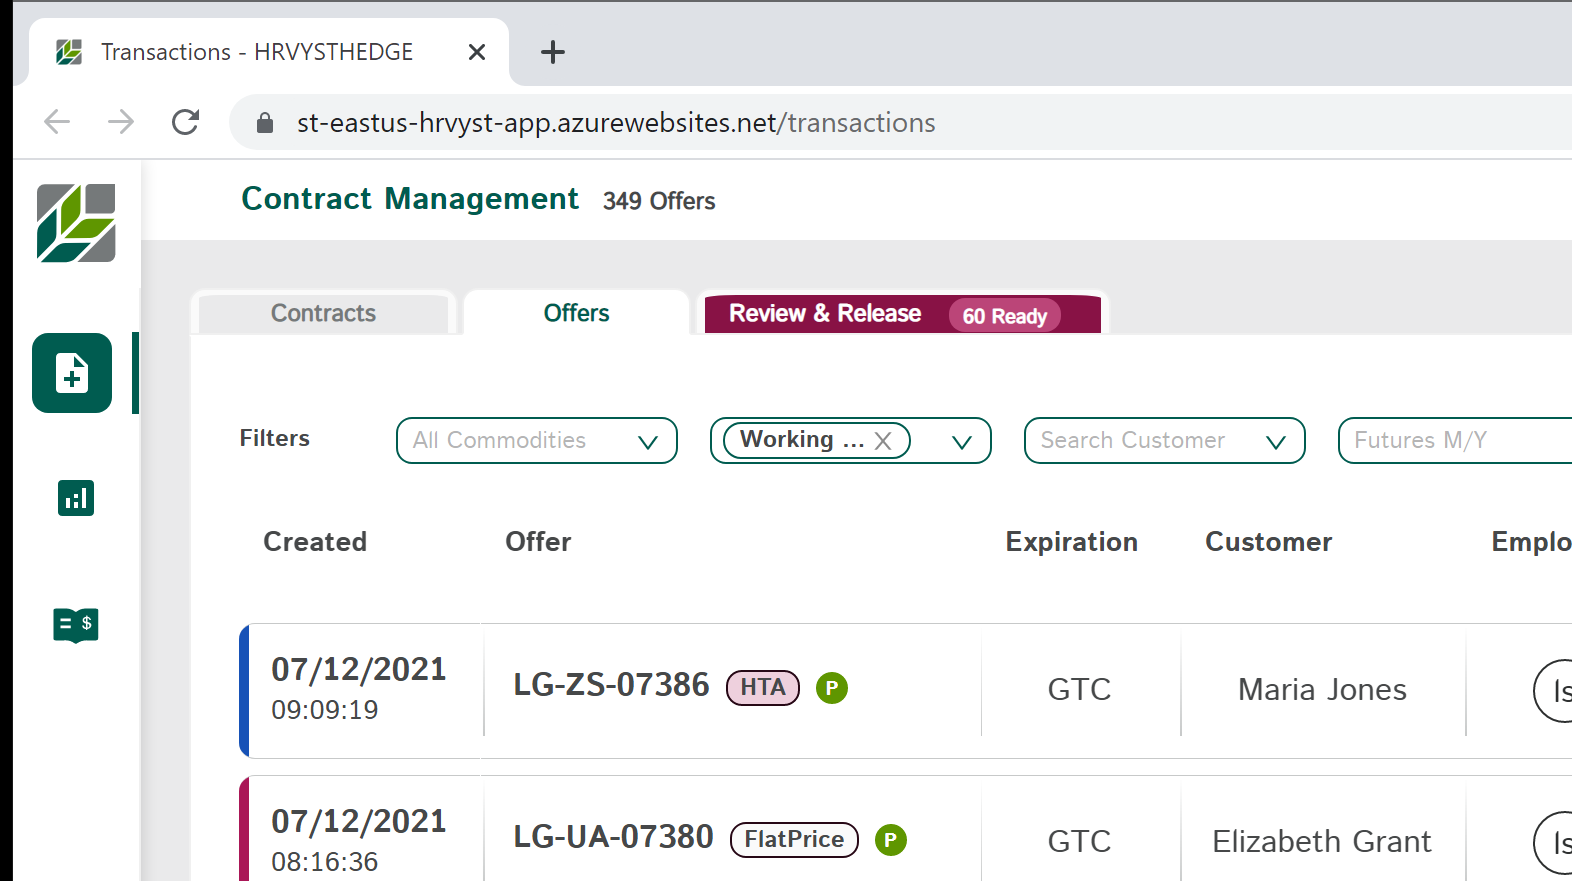 Transactions - HRVYSTHEDGE
st-eastus-hrvyst-app.azurewebsites.net/transactions
Contract Management 349 Offers
Contracts Offers Review & Release 60 Ready
Filters All Commodities Working ... X Search Customer Futures M/Y
Created Offer Expiration Customer Emplo
07/12/2021
09:09:19
LG-ZS-07386 HTA P GTC Maria Jones Is
07/12/2021
08:16:36
LG-UA-07380 FlatPrice P GTC Elizabeth Grant Is